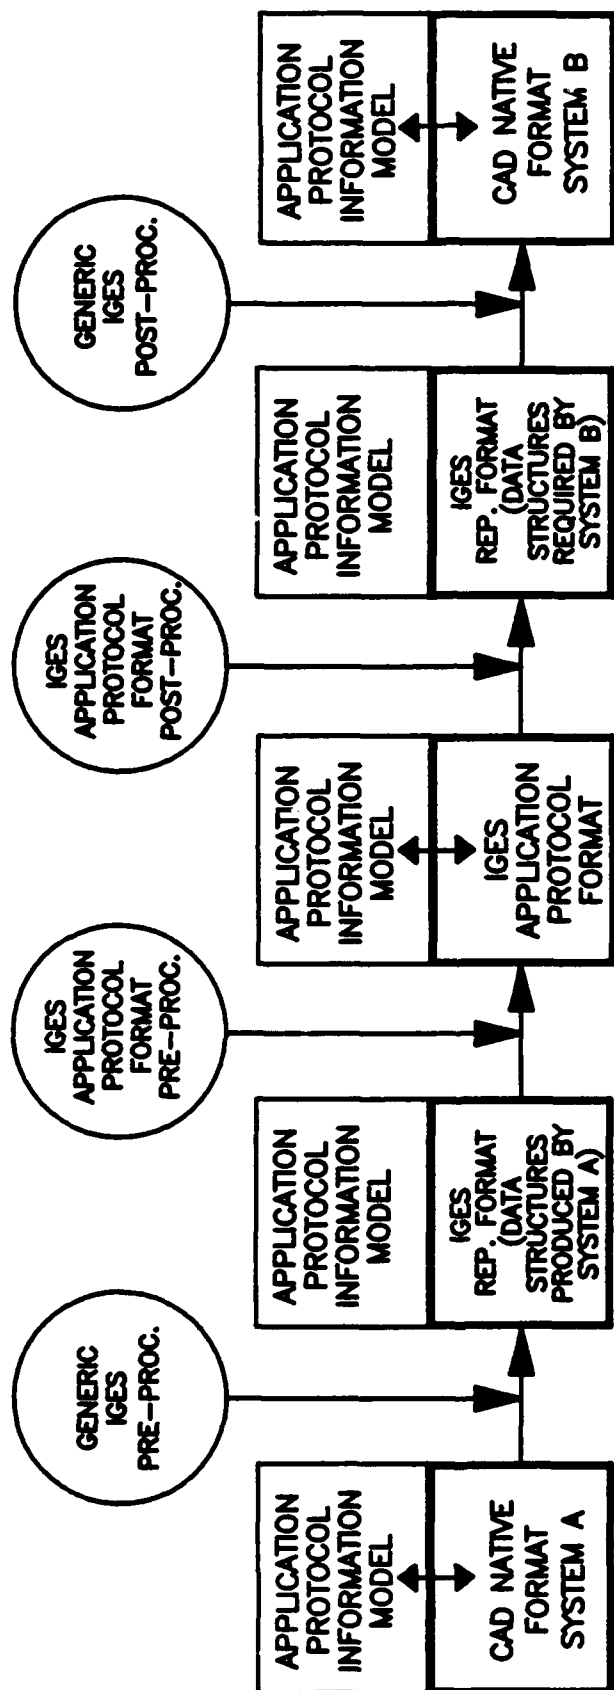 GENERIC
IGES
PRE-PROC.
IGES
APPLICATION
PROTOCOL
FORMAT
PRE-PROC.
IGES
APPLICATION
PROTOCOL
FORMAT
POST-PROC.
GENERIC
IGES
POST-PROC.
APPLICATION
PROTOCOL
INFORMATION
MODEL
CAD NATIVE
FORMAT
SYSTEM A
APPLICATION
PROTOCOL
INFORMATION
MODEL
IGES
REP. FORMAT
(DATA
STRUCTURES
PRODUCED BY
SYSTEM A)
APPLICATION
PROTOCOL
INFORMATION
MODEL
IGES
APPLICATION
PROTOCOL
FORMAT
APPLICATION
PROTOCOL
INFORMATION
MODEL
IGES
REP. FORMAT
(DATA
STRUCTURES
REQUIRED BY
SYSTEM B)
APPLICATION
PROTOCOL
INFORMATION
MODEL
CAD NATIVE
FORMAT
SYSTEM B